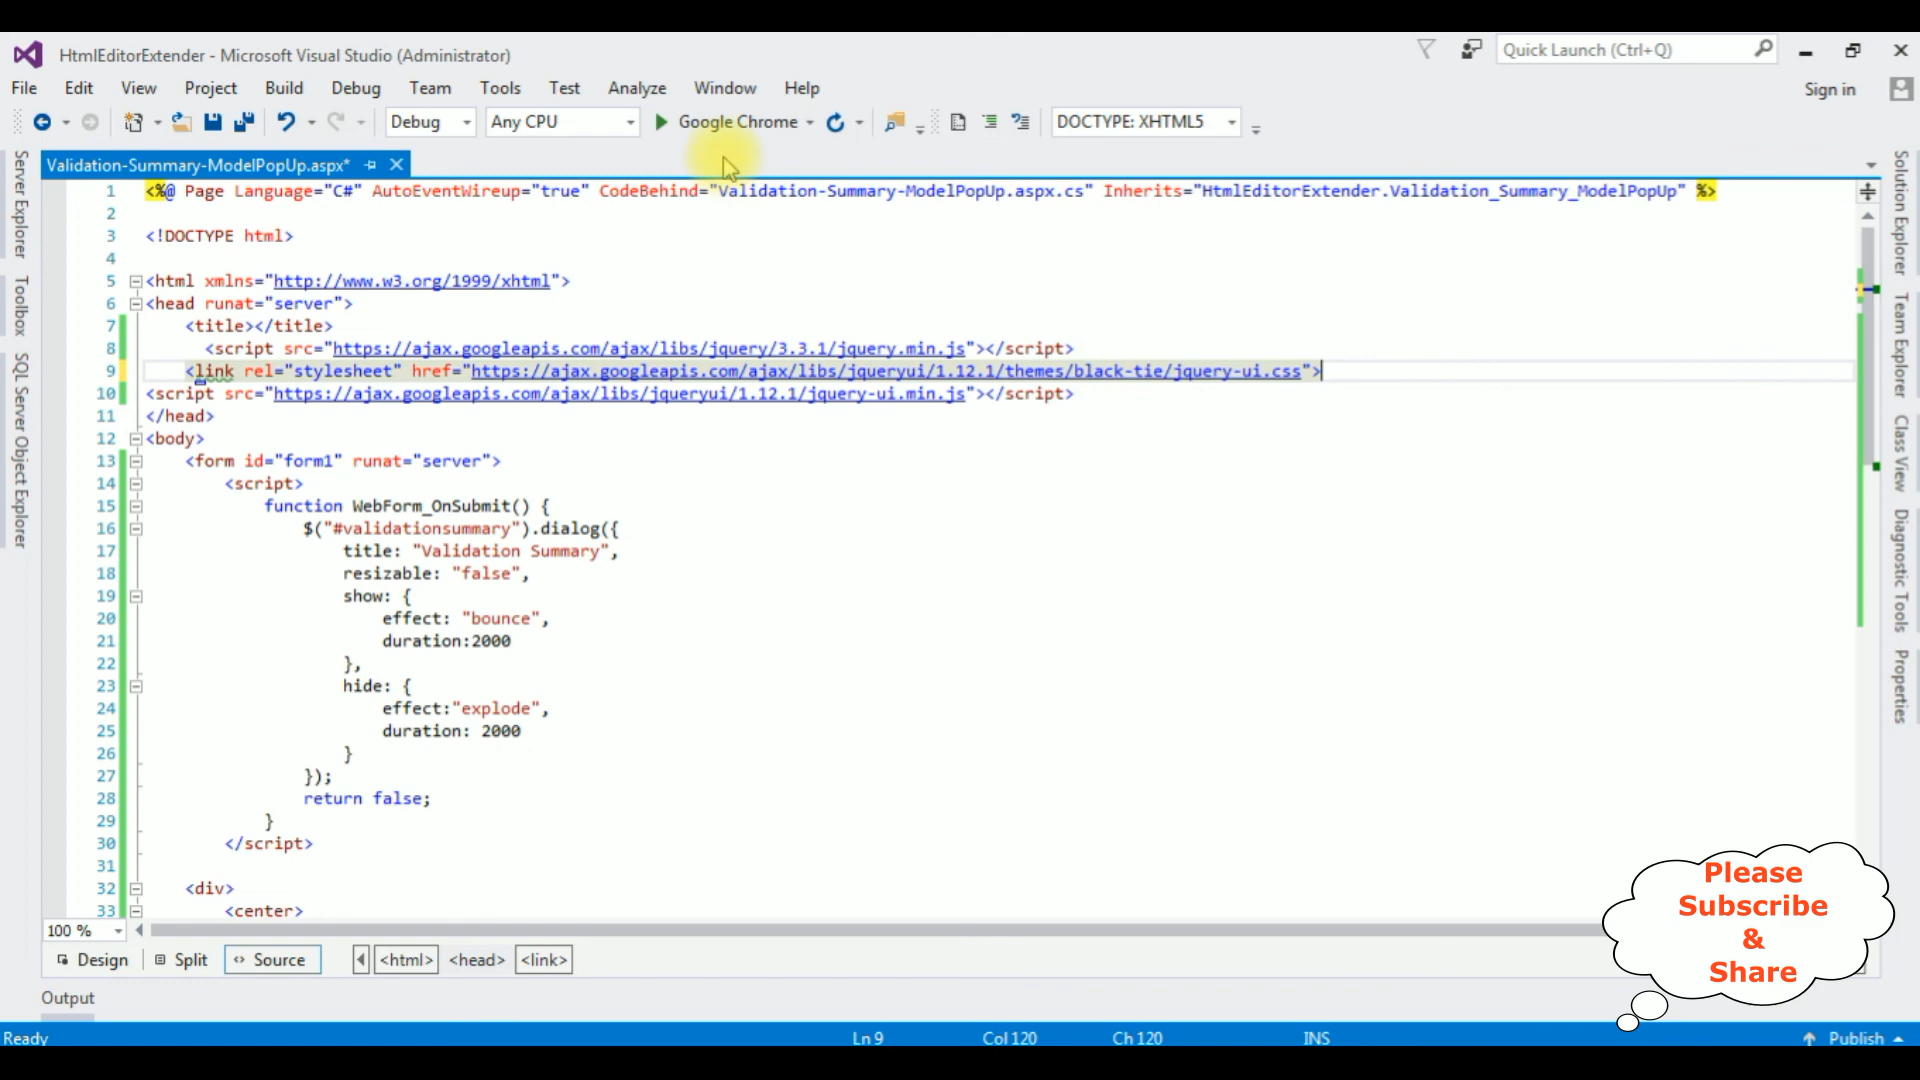 HtmlEditorExtender - Microsoft Visual Studio (Administrator)
Quick Launch (Ctrl+Q)
File Edit View Project Build Debug Team Tools Test Analyze Window Help
Sign in
Debug Any CPU Google Chrome DOCTYPE: XHTML5
Validation-Summary-ModelPopUp.aspx*
Server Explorer
Toolbox
SQL Server Object Explorer
1 <%@ Page Language="C#" AutoEventWireup="true" CodeBehind="Validation-Summary-ModelPopUp.aspx.cs" Inherits="HtmlEditorExtender.Validation_Summary_ModelPopUp" %>
2
3 <!DOCTYPE html>
4
5 <html xmlns="http://www.w3.org/1999/xhtml">
6 <head runat="server">
7 <title></title>
8 <script src="https://ajax.googleapis.com/ajax/libs/jquery/3.3.1/jquery.min.js"></script>
9 <link rel="stylesheet" href="https://ajax.googleapis.com/ajax/libs/jqueryui/1.12.1/themes/black-tie/jquery-ui.css">
10 <script src="https://ajax.googleapis.com/ajax/libs/jqueryui/1.12.1/jquery-ui.min.js"></script>
11 </head>
12 <body>
13 <form id="form1" runat="server">
14 <script>
15 function WebForm_OnSubmit() {
16 $("#validationsummary").dialog({
17 title: "Validation Summary",
18 resizable: "false",
19 show: {
20 effect: "bounce",
21 duration:2000
22 },
23 hide: {
24 effect:"explode",
25 duration: 2000
26 }
27 });
28 return false;
29 }
30 </script>
31
32 <div>
33 <center>
Solution Explorer
Team Explorer
Class View
Diagnostic Tools
Properties
100 %
Design Split Source <html> <head> <link>
Output
Ready Ln 9 Col 120 Ch 120 INS Publish
Please
Subscribe
&
Share